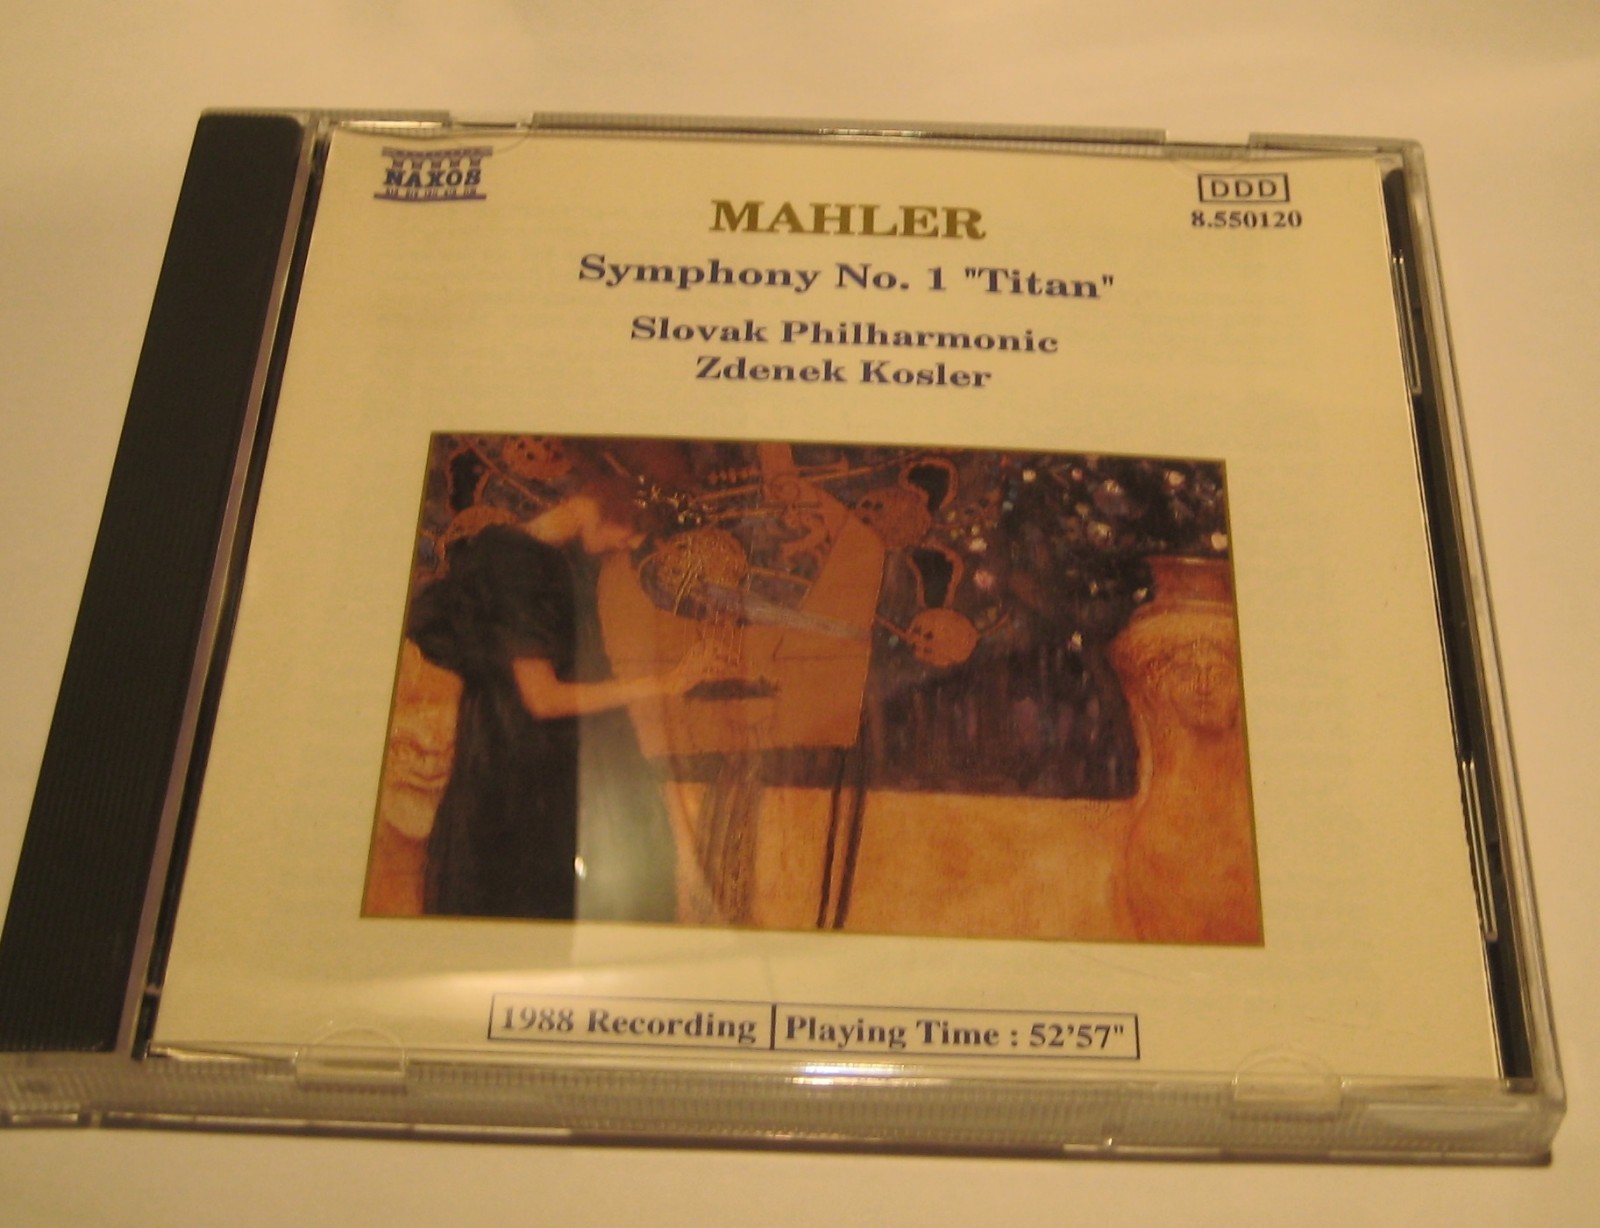 NAXOS
DDD
8.550120
MAHLER
Symphony No. 1 "Titan"
Slovak Philharmonic
Zdenek Kosler
1988 Recording | Playing Time : 52'57"